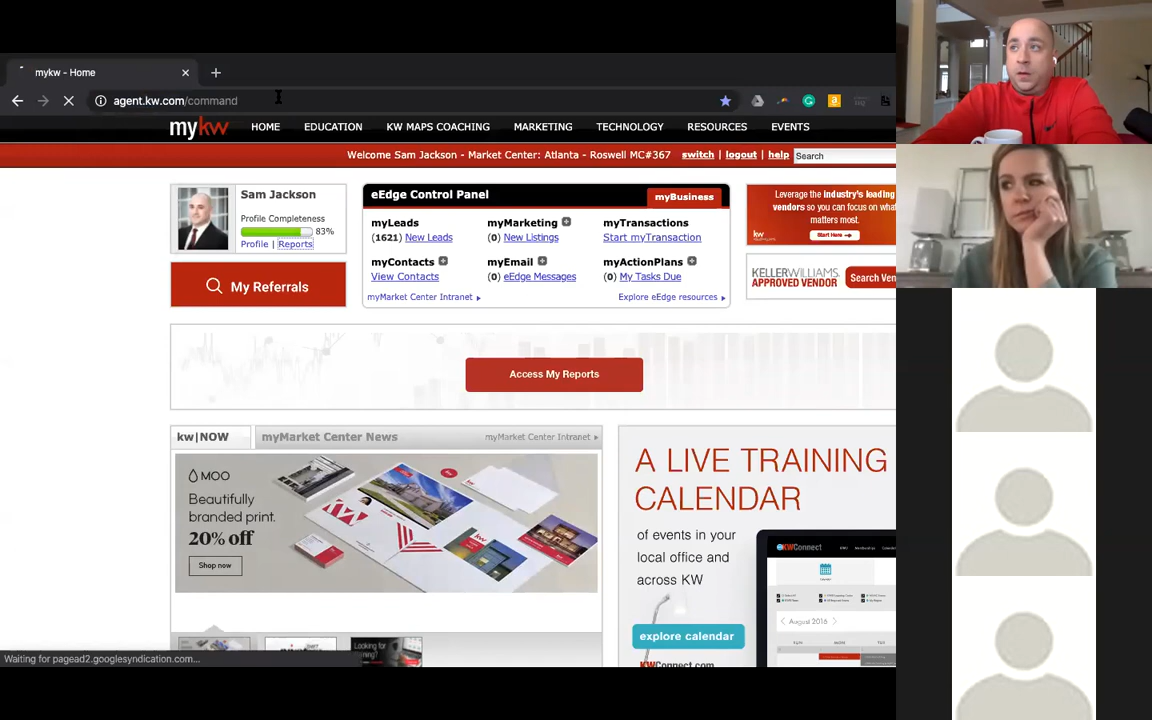 mykw - Home
agent.kw.com/command
mykw HOME EDUCATION KW MAPS COACHING MARKETING TECHNOLOGY RESOURCES EVENTS
Welcome Sam Jackson - Market Center: Atlanta - Roswell MC#367 switch | logout | help Search
Sam Jackson
Profile Completeness
83%
Profile | Reports
My Referrals
eEdge Control Panel myBusiness
myLeads myMarketing myTransactions
(1621) New Leads (0) New Listings Start myTransaction
myContacts myEmail myActionPlans
View Contacts (0) eEdge Messages (0) My Tasks Due
myMarket Center Intranet Explore eEdge resources
Leverage the industry's leading
vendors so you can focus on what
matters most.
kw Start Here
KELLERWILLIAMS.
APPROVED VENDOR
Search Ven
Access My Reports
kw|NOW myMarket Center News myMarket Center Intranet
MOO
Beautifully
branded print.
20% off
Shop now
A LIVE TRAINING
CALENDAR
of events in your
local office and
across KW
KWConnect
August 2016
explore calendar
KWConnect.com
Looking for
Waiting for pagead2.googlesyndication.com...